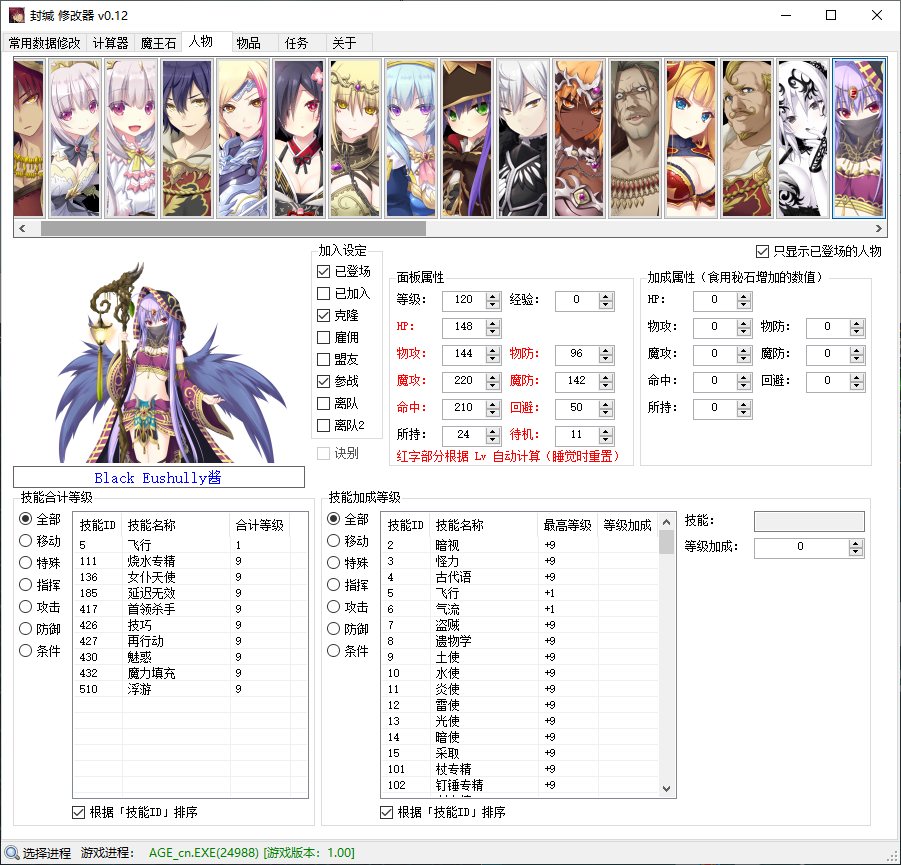 封缄 修改器 v0.12
常用数据修改 计算器 魔王石 人物 物品 任务 关于
只显示已登场的人物
加入设定
已登场
已加入
克隆
雇佣
盟友
参战
离队
离队2
诀别
面板属性
等级: 120 经验: 0
HP: 148
物攻: 144 物防: 96
魔攻: 220 魔防: 142
命中: 210 回避: 50
所持: 24 待机: 11
红字部分根据 Lv 自动计算（睡觉时重置）
加成属性（食用秘石增加的数值）
HP: 0
物攻: 0 物防: 0
魔攻: 0 魔防: 0
命中: 0 回避: 0
所持: 0
Black Eushully酱
技能合计等级
全部
移动
特殊
指挥
攻击
防御
条件
技能ID 技能名称 合计等级
5 飞行 1
111 烧水专精 9
136 女仆天使 9
185 延迟无效 9
417 首领杀手 9
426 技巧 9
427 再行动 9
430 魅惑 9
432 魔力填充 9
510 浮游 9
根据「技能ID」排序
技能加成等级
全部
移动
特殊
指挥
攻击
防御
条件
技能ID 技能名称 最高等级 等级加成
2 暗视 +9
3 怪力 +9
4 古代语 +9
5 飞行 +1
6 气流 +1
7 盗贼 +9
8 遗物学 +9
9 土使 +9
10 水使 +9
11 炎使 +9
12 雷使 +9
13 光使 +9
14 暗使 +9
15 采取 +9
101 杖专精 +9
102 钉锤专精 +9
根据「技能ID」排序
技能:
等级加成: 0
选择进程 游戏进程: AGE_cn.EXE(24988) [游戏版本: 1.00]